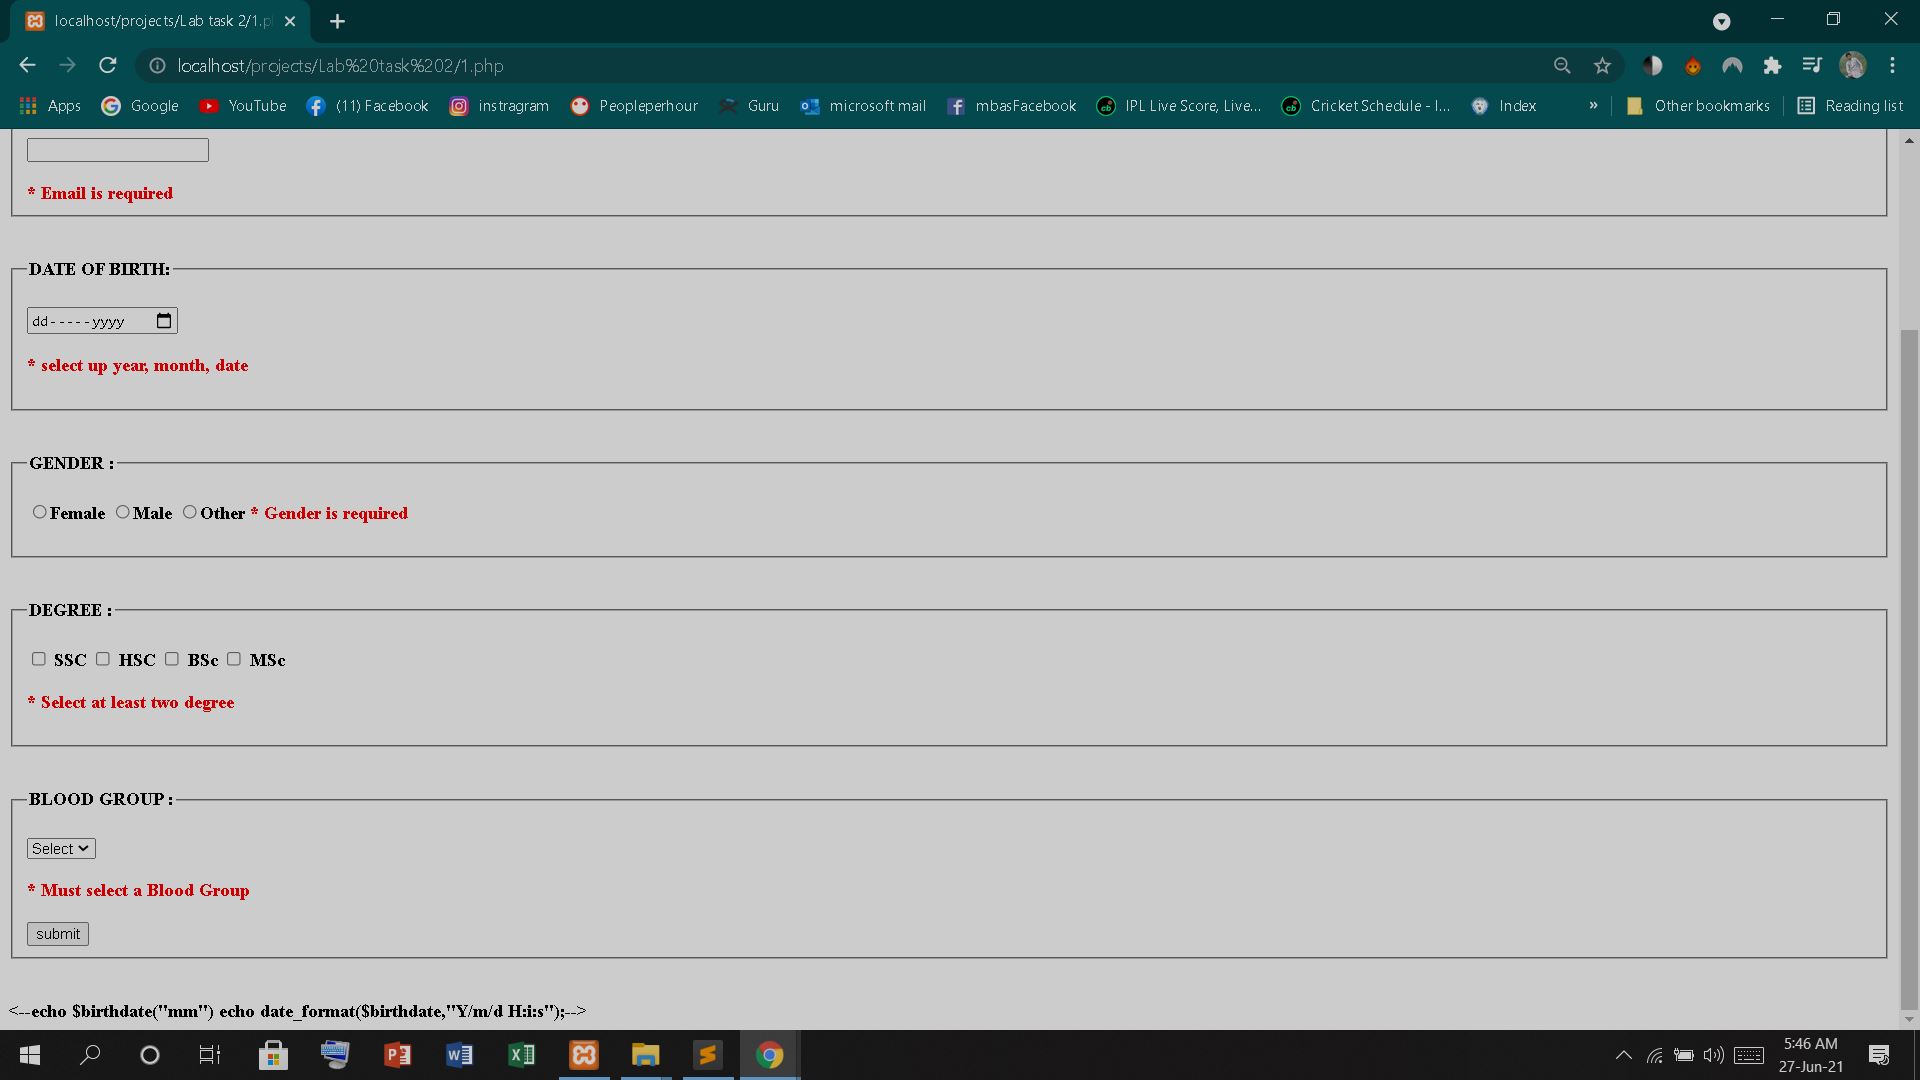 localhost/projects/Lab task 2/1.p
localhost/projects/Lab%20task%202/1.php
Apps Google YouTube (11) Facebook instragram Peopleperhour Guru microsoft mail mbasFacebook IPL Live Score, Live... Cricket Schedule - I... Index » Other bookmarks Reading list
* Email is required
DATE OF BIRTH:
dd-----yyyy
* select up year, month, date
GENDER :
Female Male Other * Gender is required
DEGREE :
SSC HSC BSc MSc
* Select at least two degree
BLOOD GROUP :
Select
* Must select a Blood Group
submit
<--echo $birthdate("mm") echo date_format($birthdate,"Y/m/d H:i:s");-->
5:46 AM
27-Jun-21